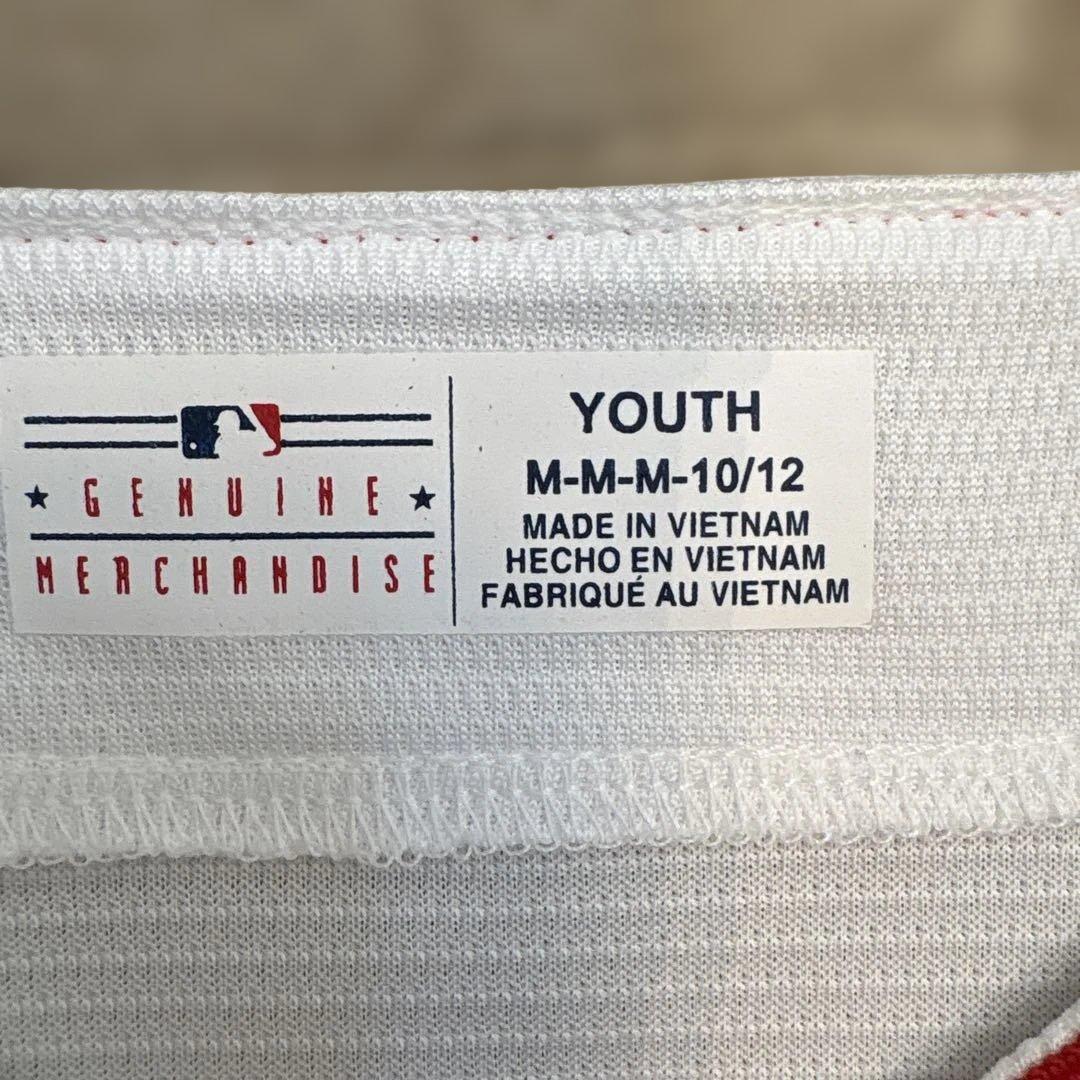 GENUINE
MERCHANDISE
YOUTH
M-M-M-10/12
MADE IN VIETNAM
HECHO EN VIETNAM
FABRIQUÉ AU VIETNAM